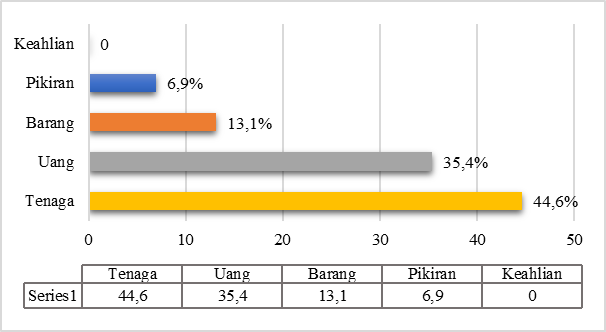 Keahlian 0
Pikiran 6,9%
Barang 13,1%
Uang 35,4%
Tenaga 44,6%
0 10 20 30 40 50
Tenaga Uang Barang Pikiran Keahlian
Series1 44,6 35,4 13,1 6,9 0